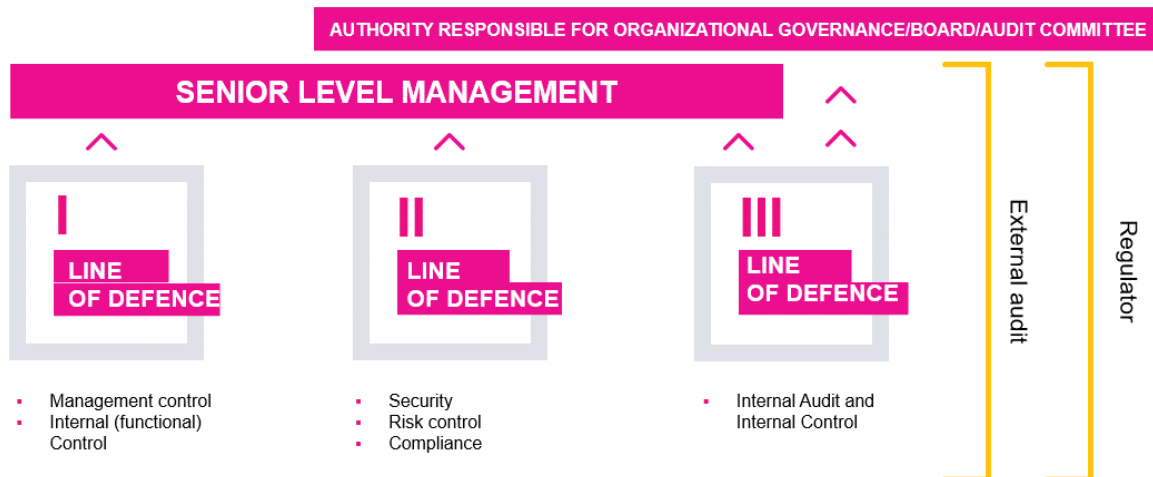 AUTHORITY RESPONSIBLE FOR ORGANIZATIONAL GOVERNANCE/BOARD/AUDIT COMMITTEE
SENIOR LEVEL MANAGEMENT
I
LINE
OF DEFENCE
▪ Management control
▪ Internal (functional)
Control
II
LINE
OF DEFENCE
▪ Security
▪ Risk control
▪ Compliance
III
LINE
OF DEFENCE
▪ Internal Audit and
Internal Control
External audit
Regulator